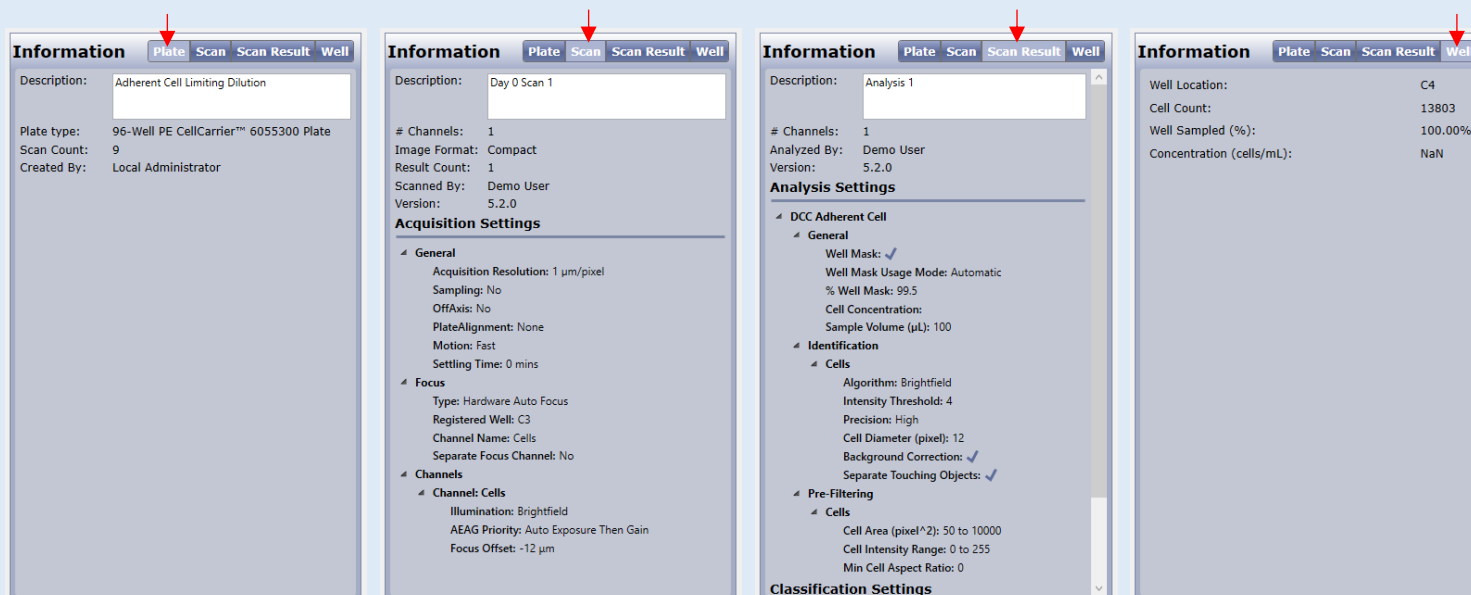 Information Plate Scan Scan Result Well
Description: Adherent Cell Limiting Dilution
Plate type: 96-Well PE CellCarrier™ 6055300 Plate
Scan Count: 9
Created By: Local Administrator
Information Plate Scan Scan Result Well
Description: Day 0 Scan 1
# Channels: 1
Image Format: Compact
Result Count: 1
Scanned By: Demo User
Version: 5.2.0
Acquisition Settings
General
Acquisition Resolution: 1 µm/pixel
Sampling: No
OffAxis: No
PlateAlignment: None
Motion: Fast
Settling Time: 0 mins
Focus
Type: Hardware Auto Focus
Registered Well: C3
Channel Name: Cells
Separate Focus Channel: No
Channels
Channel: Cells
Illumination: Brightfield
AEAG Priority: Auto Exposure Then Gain
Focus Offset: -12 µm
Information Plate Scan Scan Result Well
Description: Analysis 1
# Channels: 1
Analyzed By: Demo User
Version: 5.2.0
Analysis Settings
DCC Adherent Cell
General
Well Mask: ✓
Well Mask Usage Mode: Automatic
% Well Mask: 99.5
Cell Concentration:
Sample Volume (µL): 100
Identification
Cells
Algorithm: Brightfield
Intensity Threshold: 4
Precision: High
Cell Diameter (pixel): 12
Background Correction: ✓
Separate Touching Objects: ✓
Pre-Filtering
Cells
Cell Area (pixel^2): 50 to 10000
Cell Intensity Range: 0 to 255
Min Cell Aspect Ratio: 0
Classification Settings
Information Plate Scan Scan Result Well
Well Location: C4
Cell Count: 13803
Well Sampled (%): 100.00%
Concentration (cells/mL): NaN